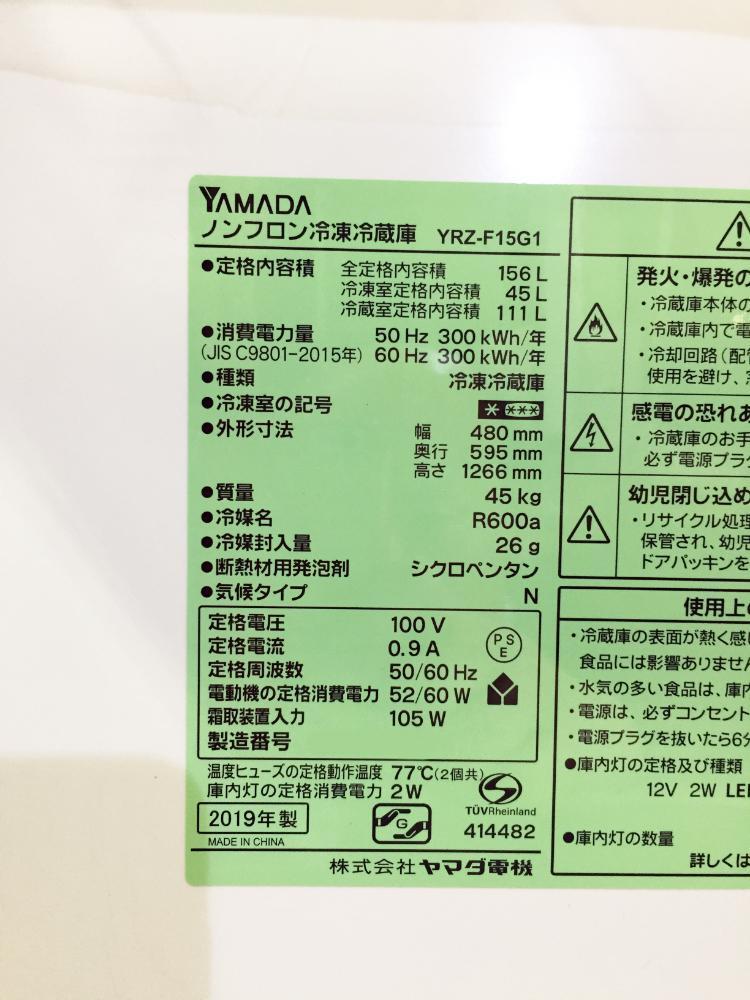 YAMADA
ノンフロン冷凍冷蔵庫 YRZ-F15G1
●定格内容積 全定格内容積 156 L
冷凍室定格内容積 45 L
冷蔵室定格内容積 111 L
●消費電力量 50 Hz 300 kWh/年
(JIS C9801-2015年) 60 Hz 300 kWh/年
●種類 冷凍冷蔵庫
●冷凍室の記号
●外形寸法 幅 480 mm
奥行 595 mm
高さ 1266 mm
●質量 45 kg
●冷媒名 R600a
●冷媒封入量 26 g
●断熱材用発泡剤 シクロペンタン
●気候タイプ N
定格電圧 100 V
定格電流 0.9 A
定格周波数 50/60 Hz
電動機の定格消費電力 52/60 W
霜取装置入力 105 W
製造番号
PS
E
温度ヒューズの定格動作温度 77℃(2個共)
庫内灯の定格消費電力 2 W
TÜVRheinland
2019年製
G
414482
MADE IN CHINA
株式会社ヤマダ電機
発火・爆発の
・冷蔵庫本体の
・冷蔵庫内で電
・冷却回路(配管
使用を避け、
感電の恐れあ
・冷蔵庫のお手
必ず電源プラ
幼児閉じ込め
・リサイクル処理
保管され、幼児
ドアパッキンを
使用上の
・冷蔵庫の表面が熱く感
食品には影響ありません
・水気の多い食品は、庫内
・電源は、必ずコンセント
・電源プラグを抜いたら6分
●庫内灯の定格及び種類
12V 2W LED
●庫内灯の数量
詳しくは